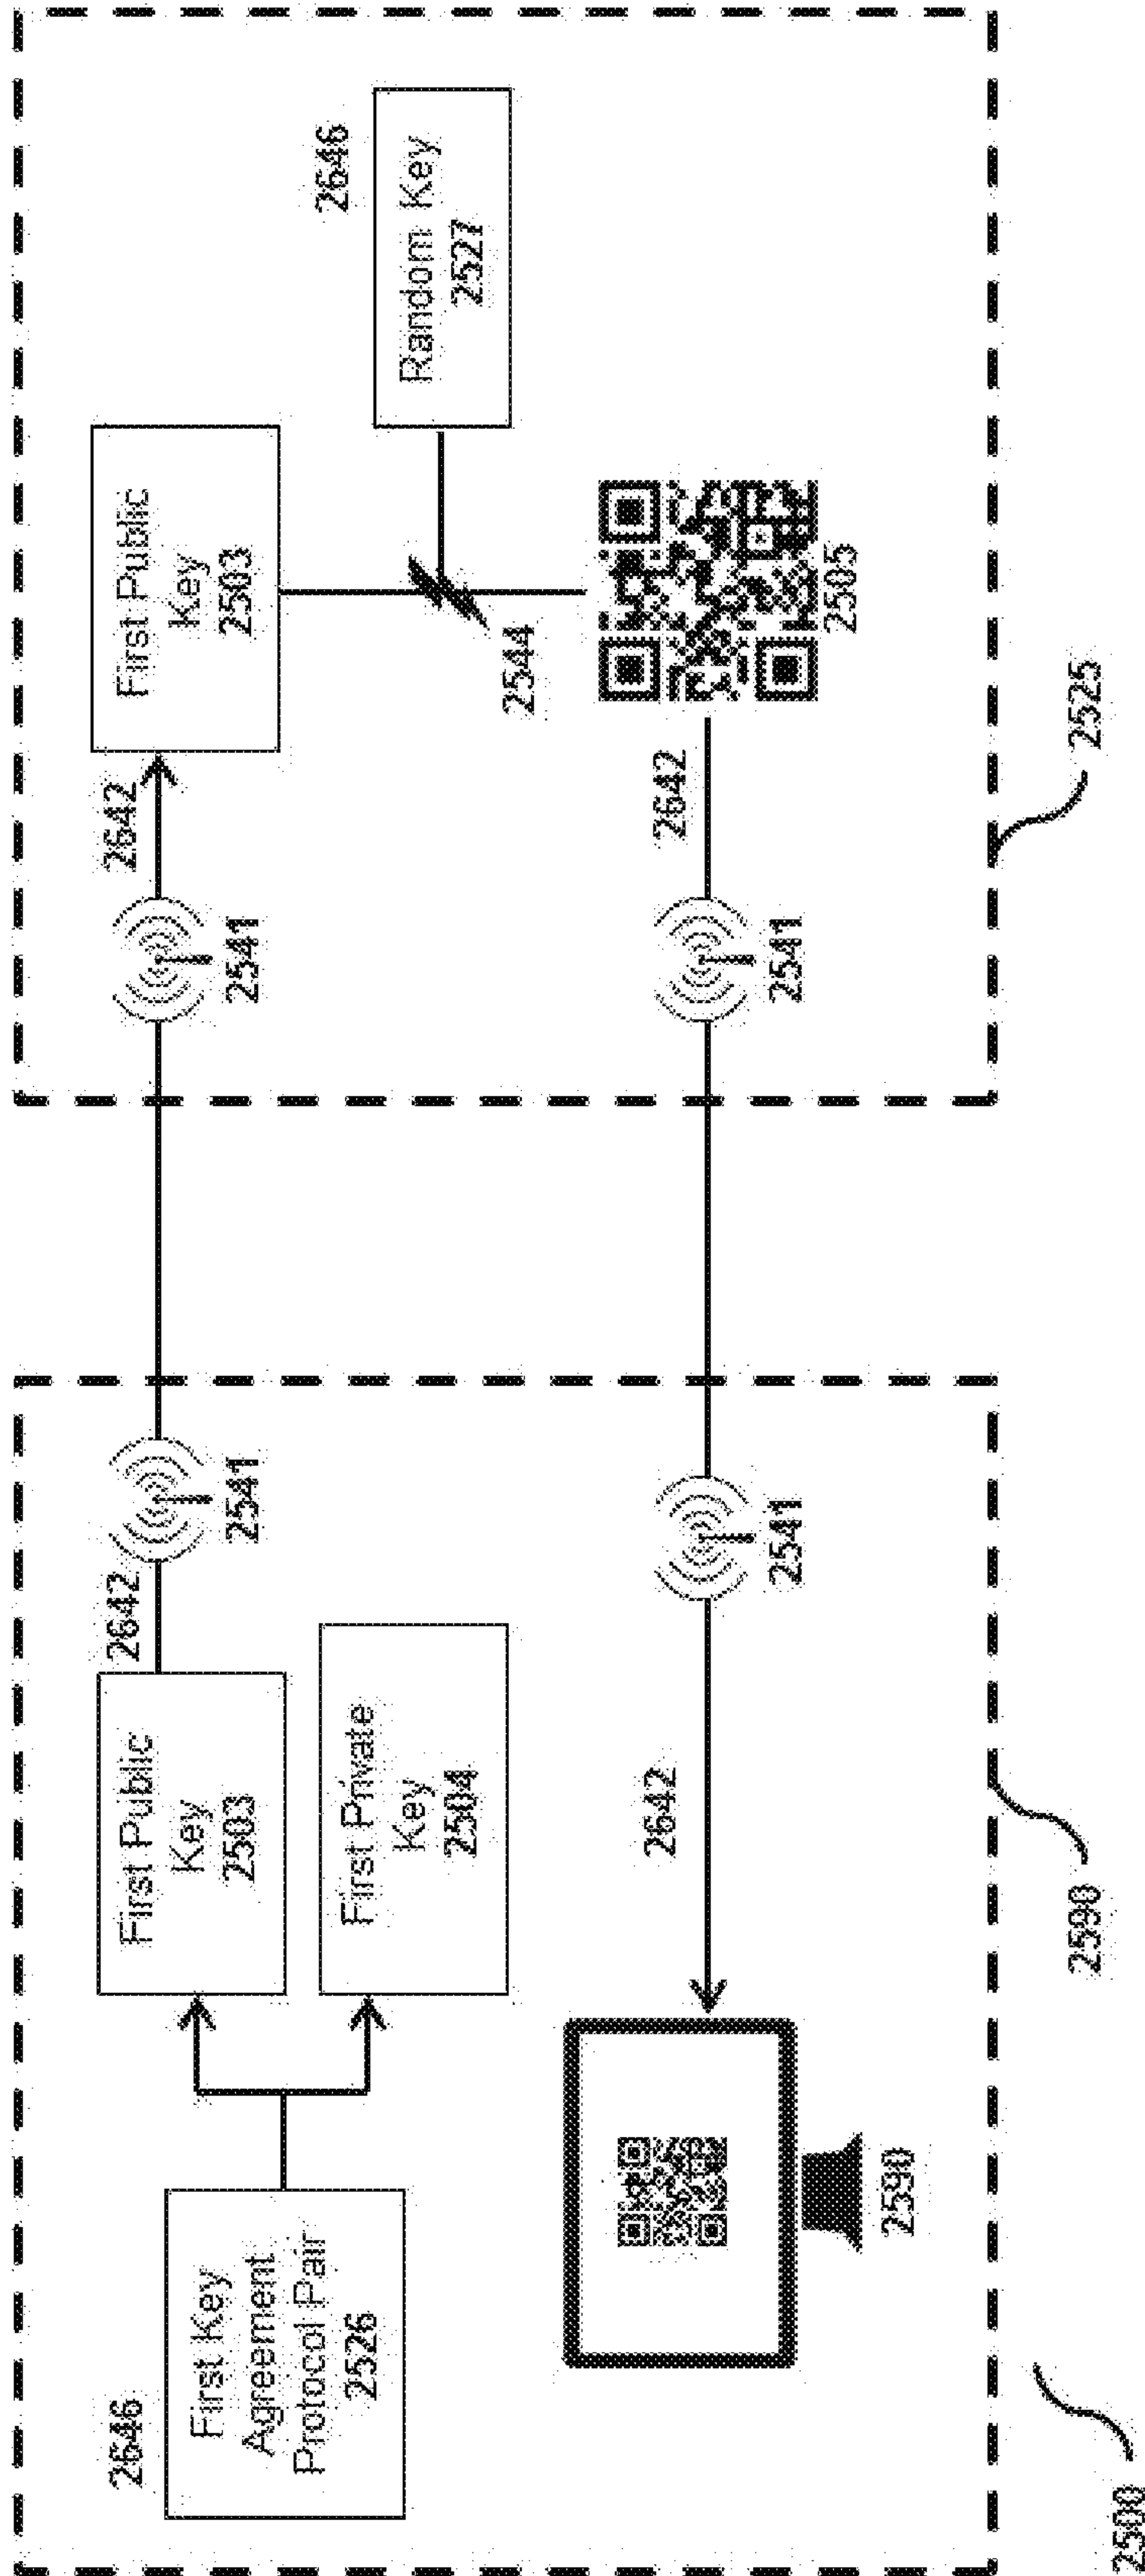 2646
First Key
Agreement
Protocol Pair
2526
First Public
Key
2503
2642
2541
First Private
Key
2504
2541
2642
First Public
Key
2503
2646
Random Key
2527
2544
2590
2642
2541
2541
2642
2505
2500
2590
2525